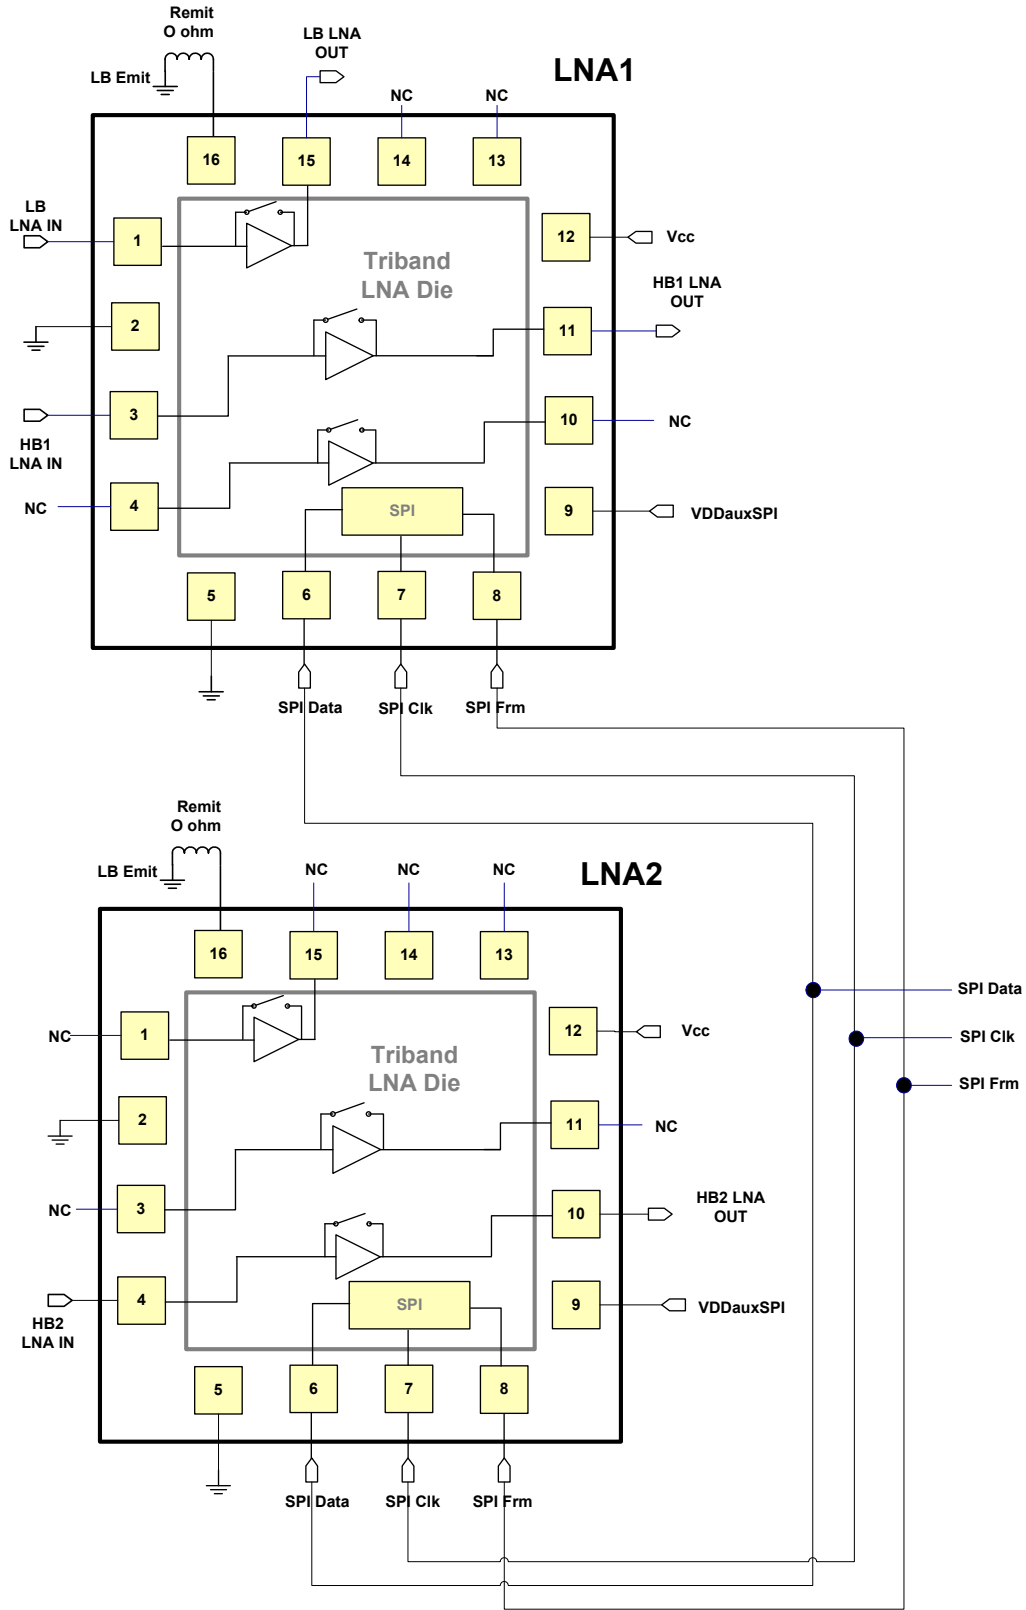 Remit
O ohm
LB LNA
OUT
LB Emit
LNA1
NC
NC
16
15
14
13
LB
LNA IN
1
12
Vcc
Triband
LNA Die
HB1 LNA
OUT
2
11
3
10
NC
HB1
LNA IN
NC
4
SPI
9
VDDauxSPI
5
6
7
8
SPI Data
SPI Clk
SPI Frm
Remit
O ohm
LB Emit
NC
NC
NC
LNA2
16
15
14
13
SPI Data
NC
1
12
Vcc
SPI Clk
Triband
LNA Die
SPI Frm
2
11
NC
NC
3
10
HB2 LNA
OUT
4
SPI
9
VDDauxSPI
HB2
LNA IN
5
6
7
8
SPI Data
SPI Clk
SPI Frm